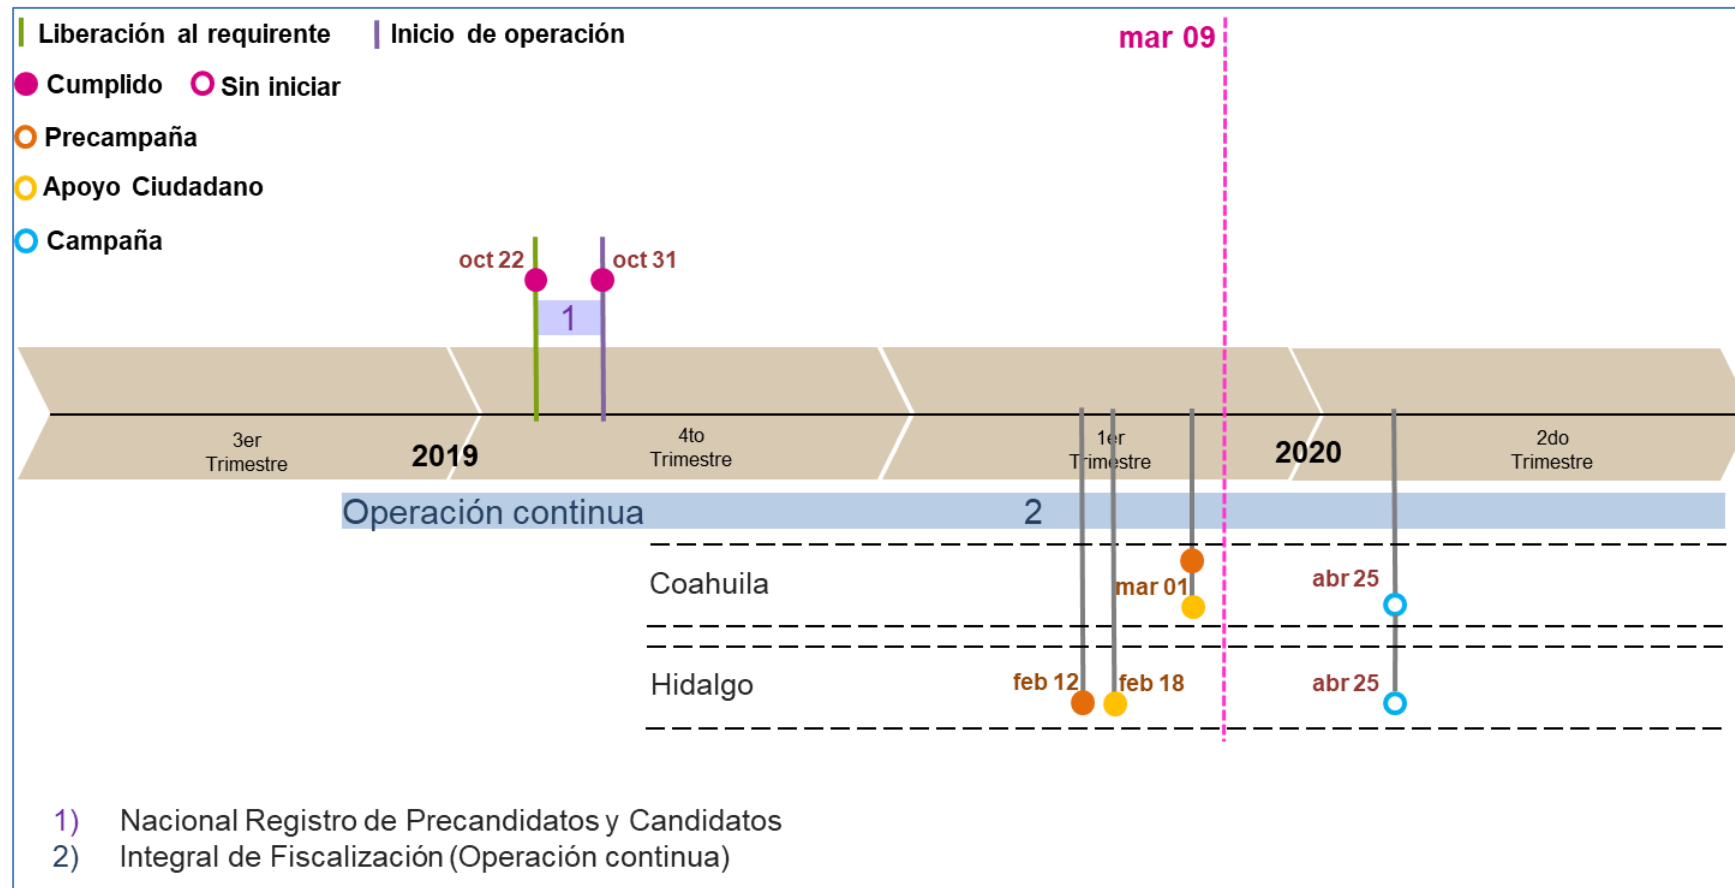 Liberación al requirente
Inicio de operación
mar 09
Cumplido
Sin iniciar
Precampaña
Apoyo Ciudadano
Campaña
oct 22
oct 31
1
3er
Trimestre
2019
4to
Trimestre
1er
Trimestre
2020
2do
Trimestre
Operación continua
2
Coahuila
mar 01
abr 25
Hidalgo
feb 12
feb 18
abr 25
1) Nacional Registro de Precandidatos y Candidatos
2) Integral de Fiscalización (Operación continua)